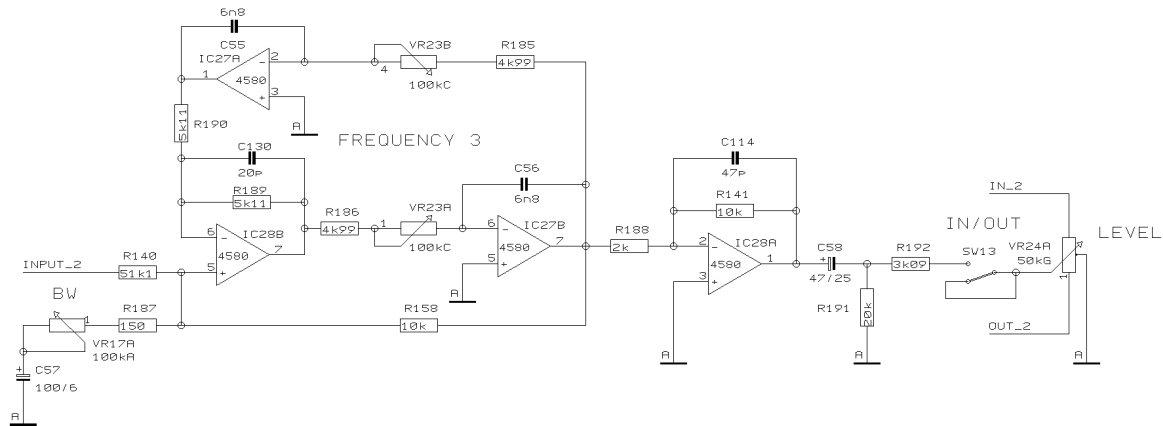 6n8
C55
IC27A
1
2
−
4580
+
3
A
4
VR23B
100kC
R185
4k99
5k11
R190
FREQUENCY 3
C130
20p
R189
5k11
6
−
IC28B
4580
7
5
+
R186
4k99
1
VR23A
100kC
C56
6n8
6
−
IC27B
4580
7
5
+
A
INPUT_2
R140
51k1
BW
1
R187
150
VR17A
100kA
+
C57
100/6
A
R158
10k
R188
2k
C114
47p
R141
10k
2
−
IC28A
4580
1
3
+
A
C58
+
47/25
R191
20k
A
R192
3k09
IN/OUT
SW13
IN_2
VR24A
50kG
1
LEVEL
OUT_2
A